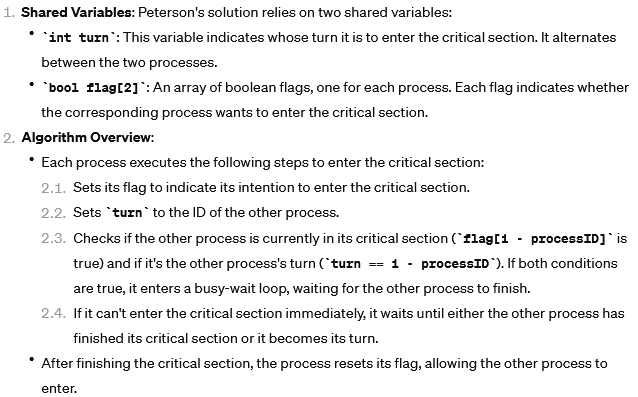 1. Shared Variables: Peterson's solution relies on two shared variables:
• `int turn`: This variable indicates whose turn it is to enter the critical section. It alternates
between the two processes.
• `bool flag[2]`: An array of boolean flags, one for each process. Each flag indicates whether
the corresponding process wants to enter the critical section.
2. Algorithm Overview:
• Each process executes the following steps to enter the critical section:
2.1. Sets its flag to indicate its intention to enter the critical section.
2.2. Sets `turn` to the ID of the other process.
2.3. Checks if the other process is currently in its critical section (`flag[1 - processID]` is
true) and if it's the other process's turn (`turn == 1 - processID`). If both conditions
are true, it enters a busy-wait loop, waiting for the other process to finish.
2.4. If it can't enter the critical section immediately, it waits until either the other process has
finished its critical section or it becomes its turn.
• After finishing the critical section, the process resets its flag, allowing the other process to
enter.